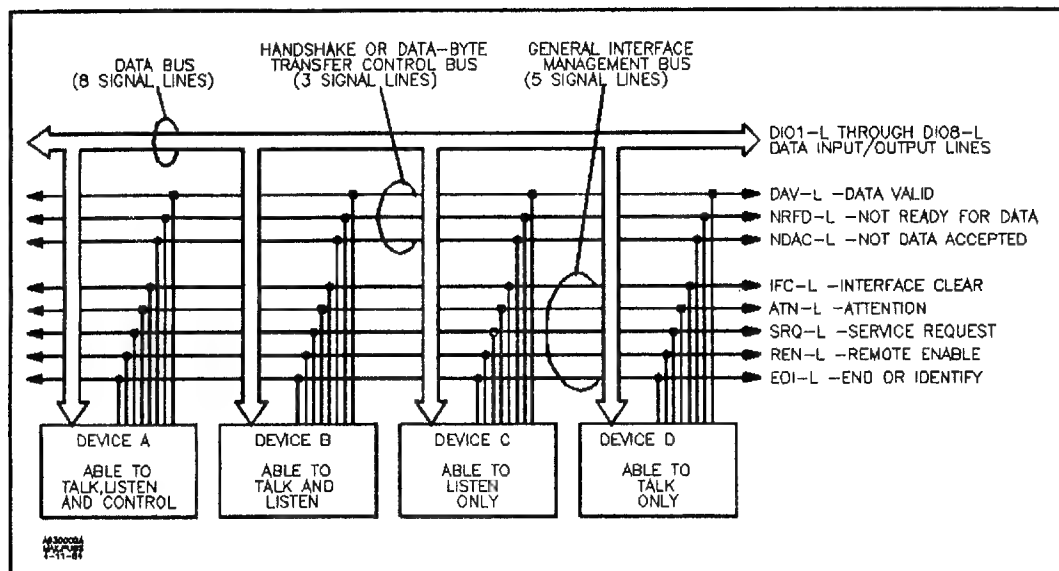 DATA BUS
(8 SIGNAL LINES)
HANDSHAKE OR DATA-BYTE
TRANSFER CONTROL BUS
(3 SIGNAL LINES)
GENERAL INTERFACE
MANAGEMENT BUS
(5 SIGNAL LINES)
DIO1-L THROUGH DIO8-L
DATA INPUT/OUTPUT LINES
DAV-L -DATA VALID
NRFD-L -NOT READY FOR DATA
NDAC-L -NOT DATA ACCEPTED
IFC-L -INTERFACE CLEAR
ATN-L -ATTENTION
SRQ-L -SERVICE REQUEST
REN-L -REMOTE ENABLE
EOI-L -END OR IDENTIFY
DEVICE A
ABLE TO
TALK,LISTEN
AND CONTROL
DEVICE B
ABLE TO
TALK AND
LISTEN
DEVICE C
ABLE TO
LISTEN
ONLY
DEVICE D
ABLE TO
TALK
ONLY